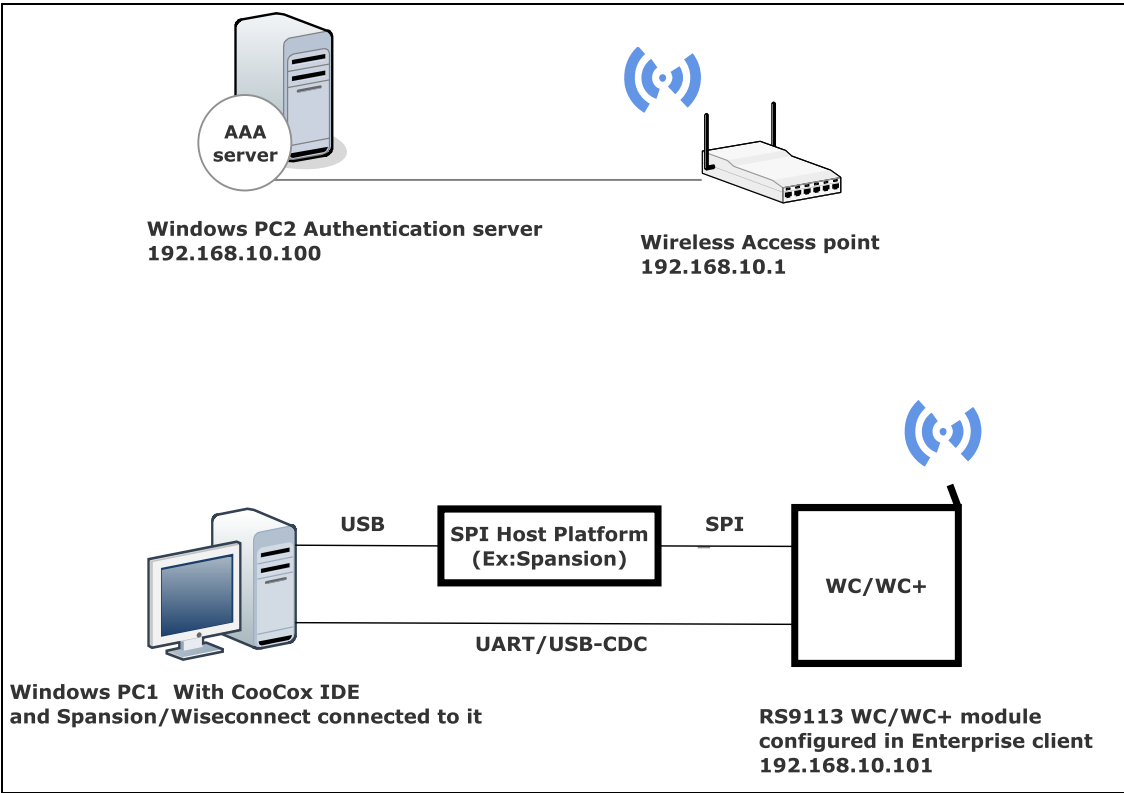 AAA
server
Windows PC2 Authentication server
192.168.10.100
Wireless Access point
192.168.10.1
USB
SPI Host Platform
(Ex:Spansion)
SPI
WC/WC+
UART/USB-CDC
Windows PC1  With CooCox IDE
and Spansion/Wiseconnect connected to it
RS9113 WC/WC+ module
configured in Enterprise client
192.168.10.101